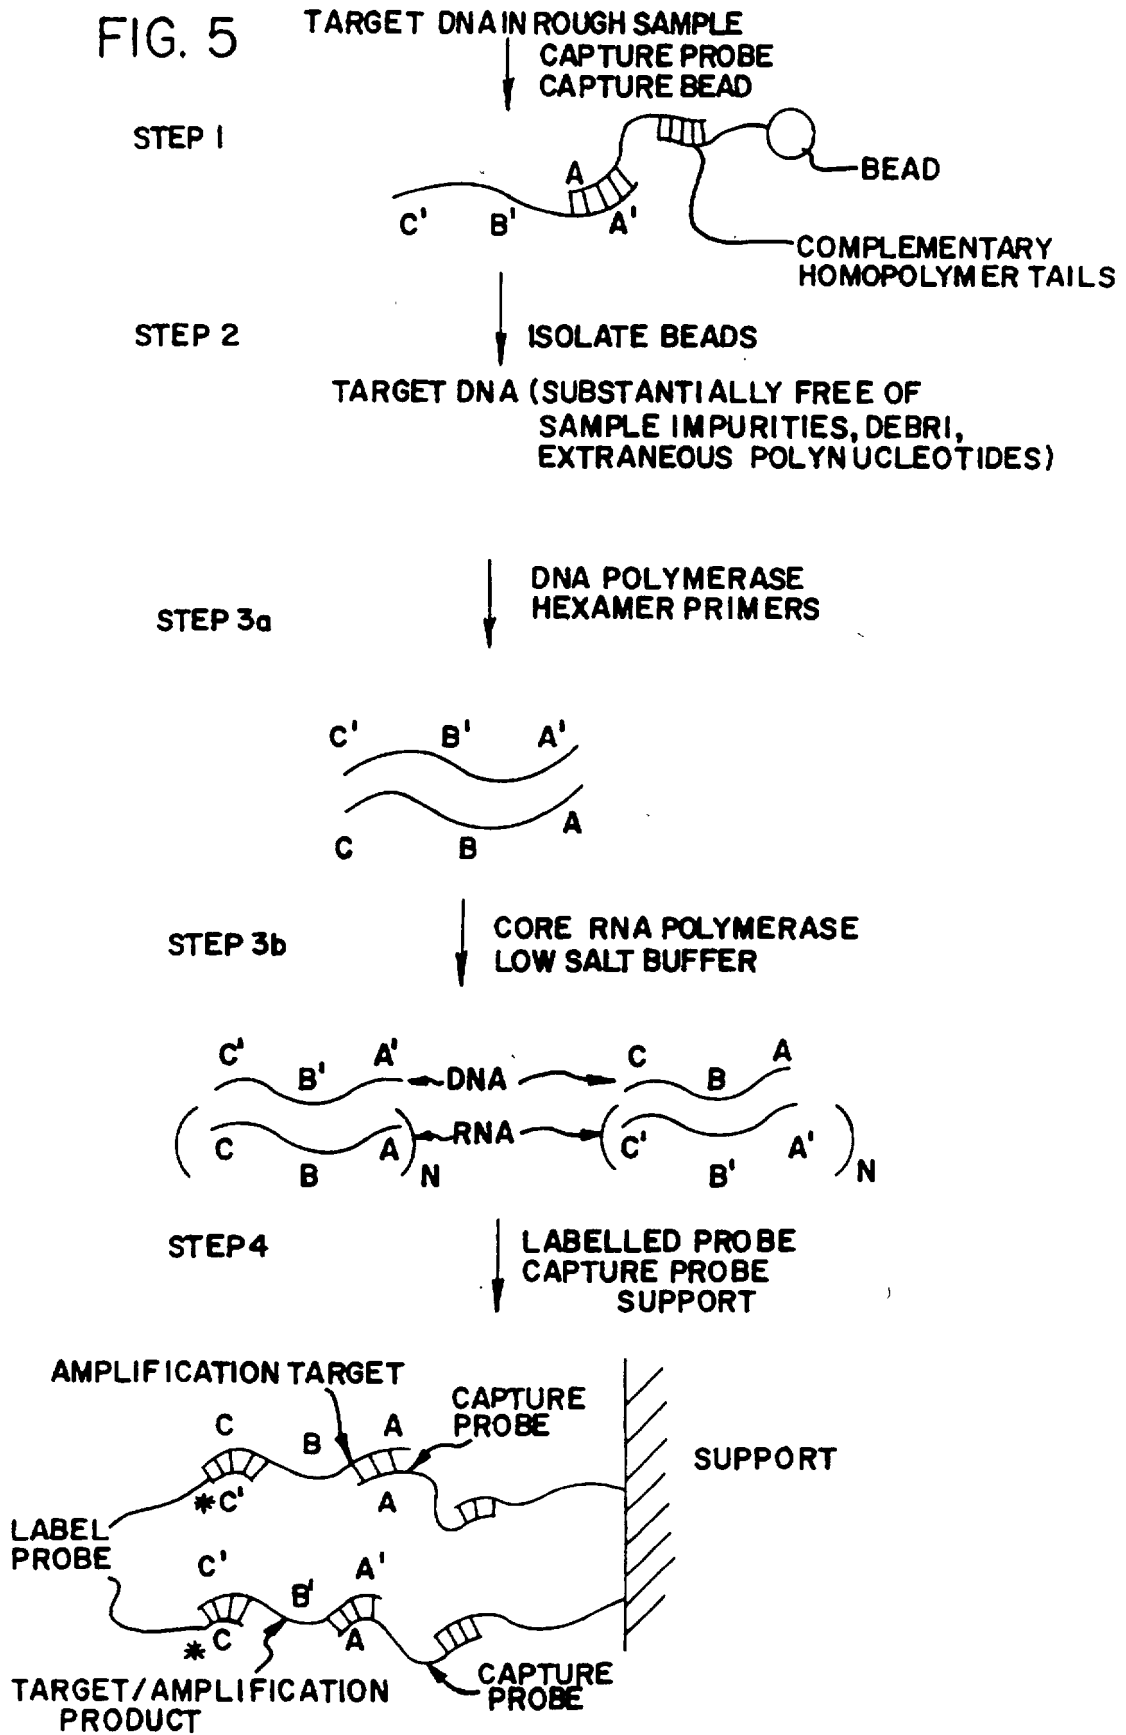 FIG. 5
TARGET DNA IN ROUGH SAMPLE
CAPTURE PROBE
CAPTURE BEAD
STEP 1
BEAD
A
C' B' A'
COMPLEMENTARY
HOMOPOLYMER TAILS
STEP 2
ISOLATE BEADS
TARGET DNA (SUBSTANTIALLY FREE OF
SAMPLE IMPURITIES, DEBRI,
EXTRANEOUS POLYNUCLEOTIDES)
DNA POLYMERASE
HEXAMER PRIMERS
STEP 3a
C' B' A'
C B A
CORE RNA POLYMERASE
LOW SALT BUFFER
STEP 3b
C' B' A' DNA C B A
( C B A )N RNA ( C' B' A' )N
STEP 4
LABELLED PROBE
CAPTURE PROBE
SUPPORT
AMPLIFICATION TARGET
CAPTURE
PROBE
C B A
SUPPORT
*C' A
LABEL
PROBE
C' B' A'
*C A
TARGET/AMPLIFICATION
PRODUCT
CAPTURE
PROBE